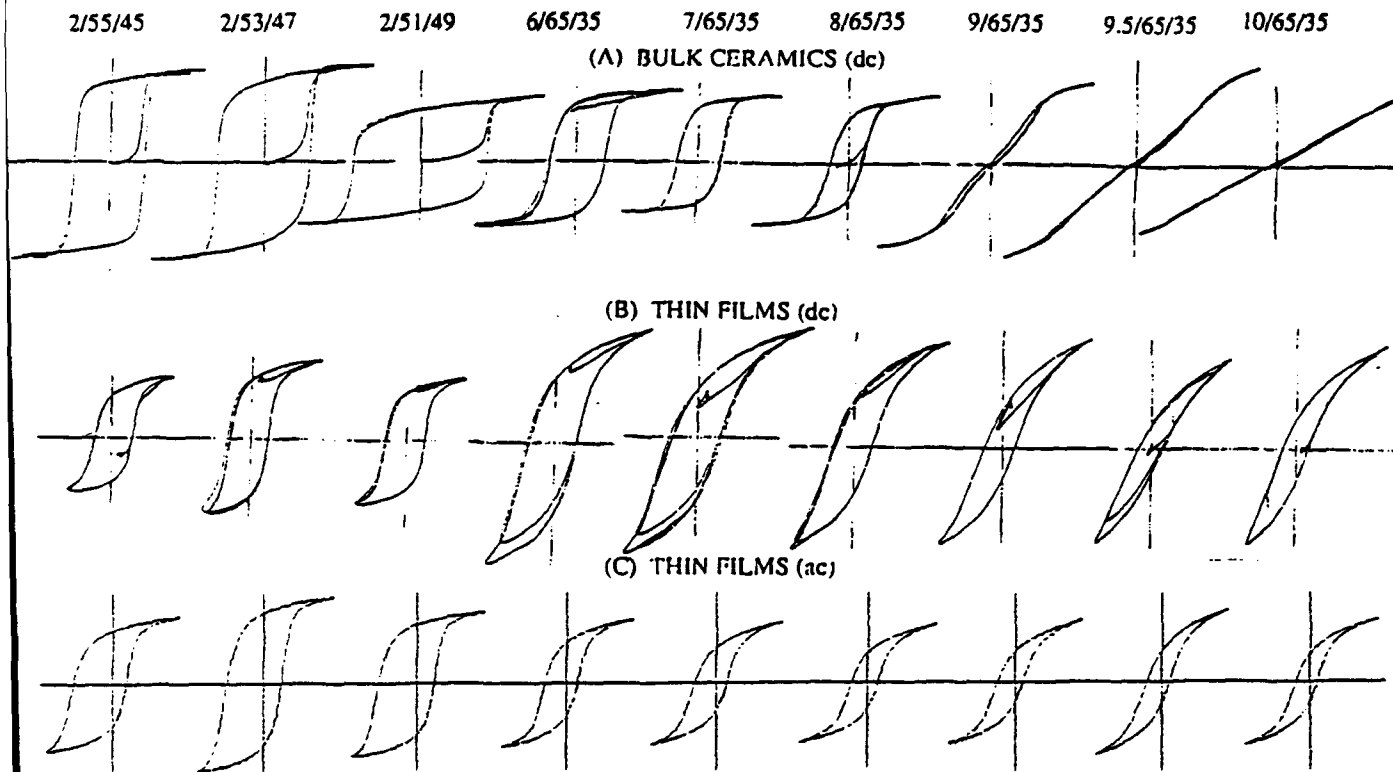 2/55/45 2/53/47 2/51/49 6/65/35 7/65/35 8/65/35 9/65/35 9.5/65/35 10/65/35
(A) BULK CERAMICS (dc)
(B) THIN FILMS (dc)
(C) THIN FILMS (ac)